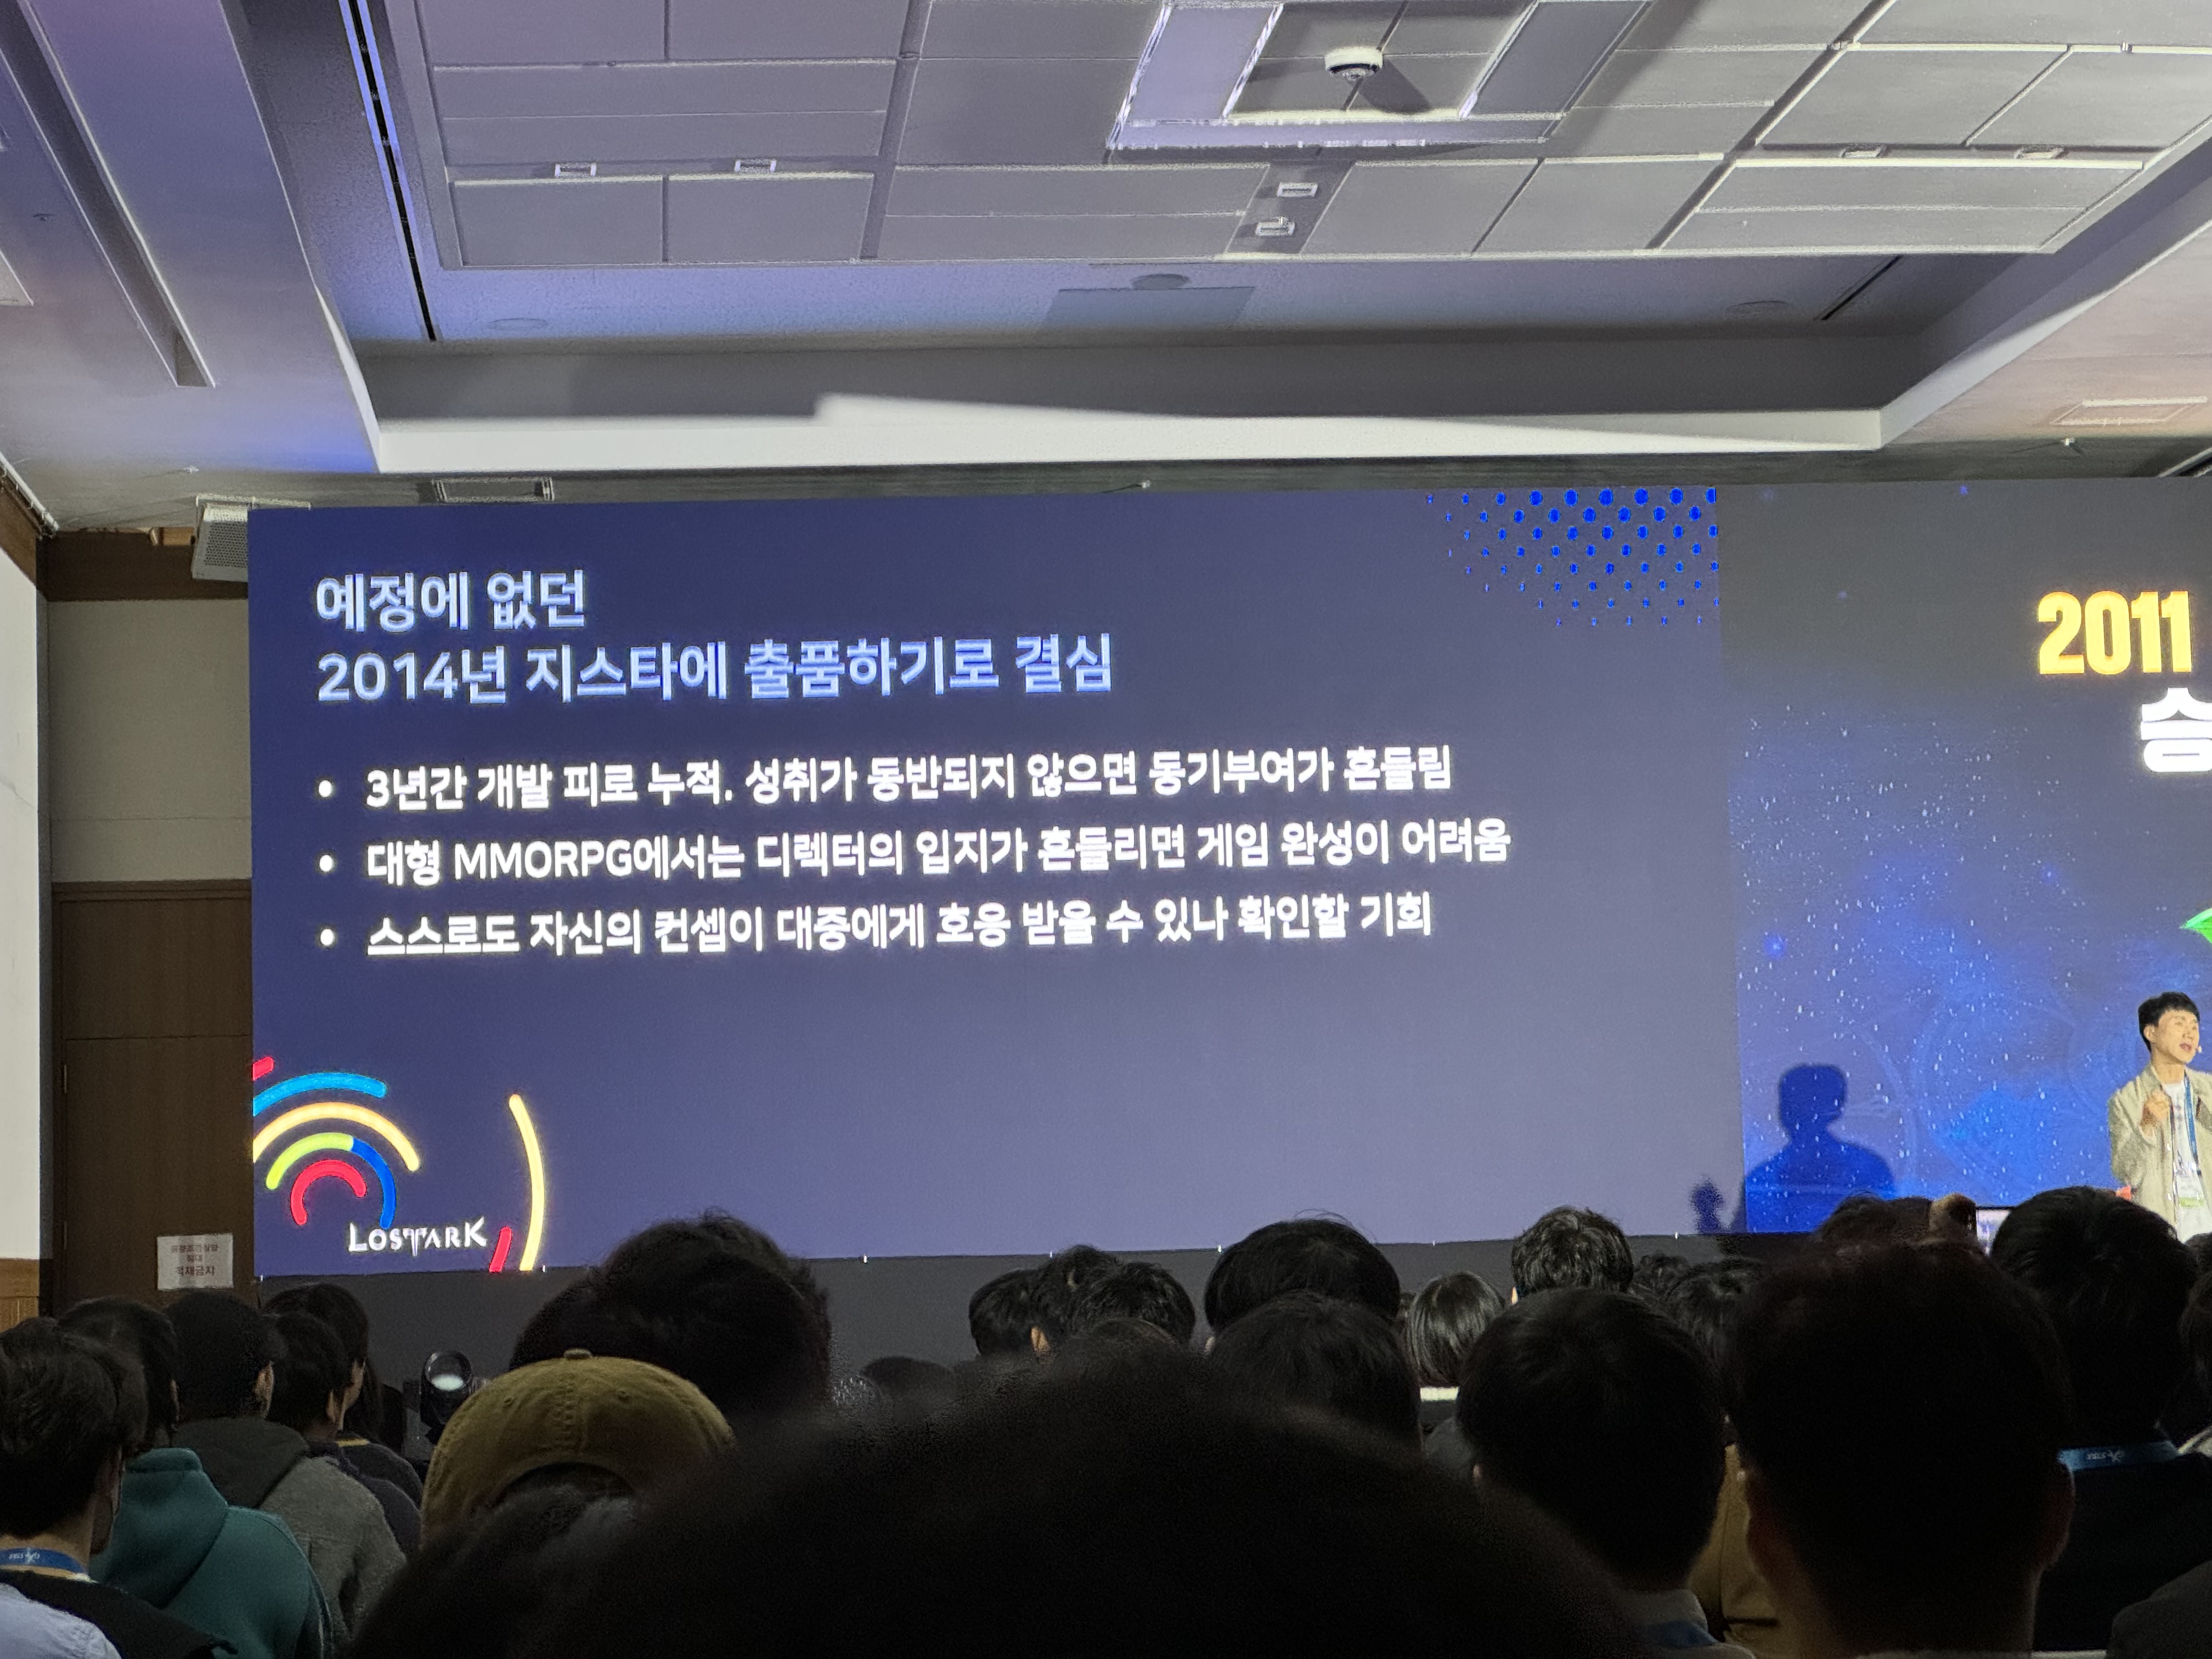 예정에 없던
2014년 지스타에 출품하기로 결심
• 3년간 개발 피로 누적. 성취가 동반되지 않으면 동기부여가 흔들림
• 대형 MMORPG에서는 디렉터의 입지가 흔들리면 게임 완성이 어려움
• 스스로도 자신의 컨셉이 대중에게 호응 받을 수 있나 확인할 기회
LOSTARK
2011
승
적재금지